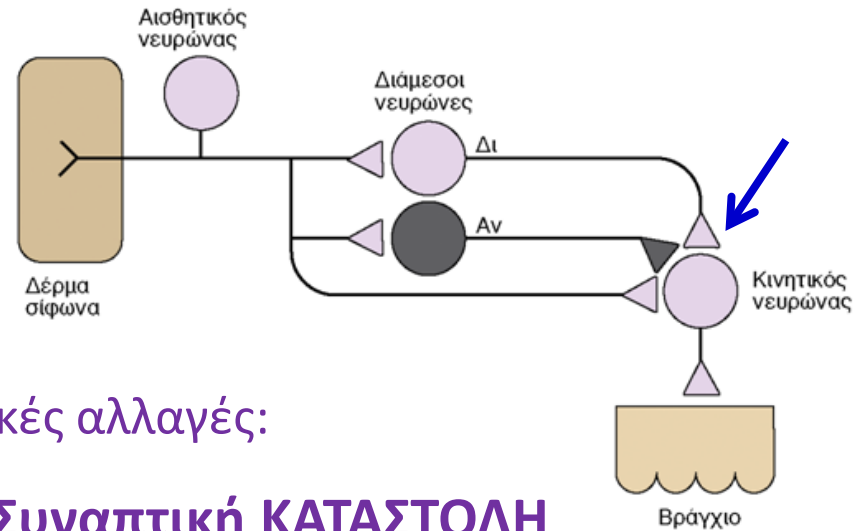 Αισθητικός
νευρώνας
Διάμεσοι
νευρώνες
Δι
Αν
Δέρμα
σίφωνα
Κινητικός
νευρώνας
κές αλλαγές:
Συναπτική ΚΑΤΑΣΤΟΛΗ
Βράγχιο